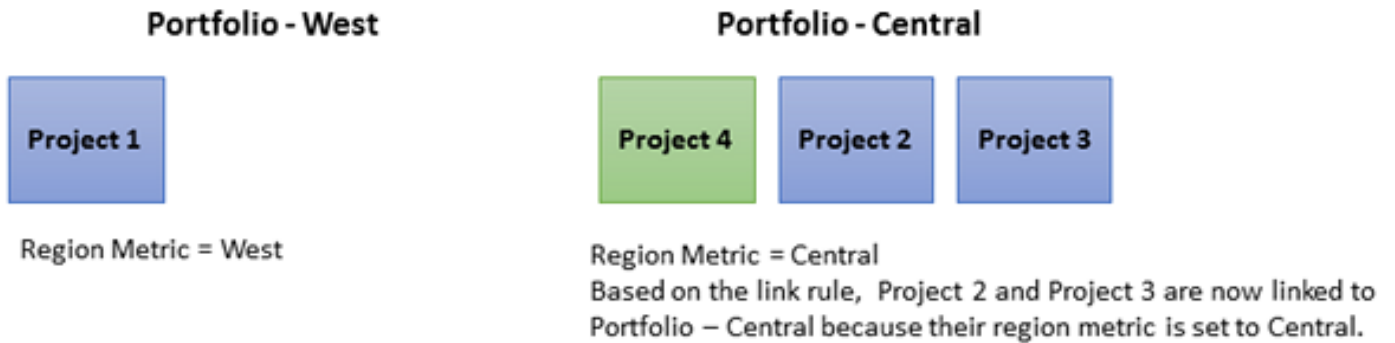 Portfolio - West
Portfolio - Central
Project 1
Project 4
Project 2
Project 3
Region Metric = West
Region Metric = Central
Based on the link rule,  Project 2 and Project 3 are now linked to
Portfolio – Central because their region metric is set to Central.